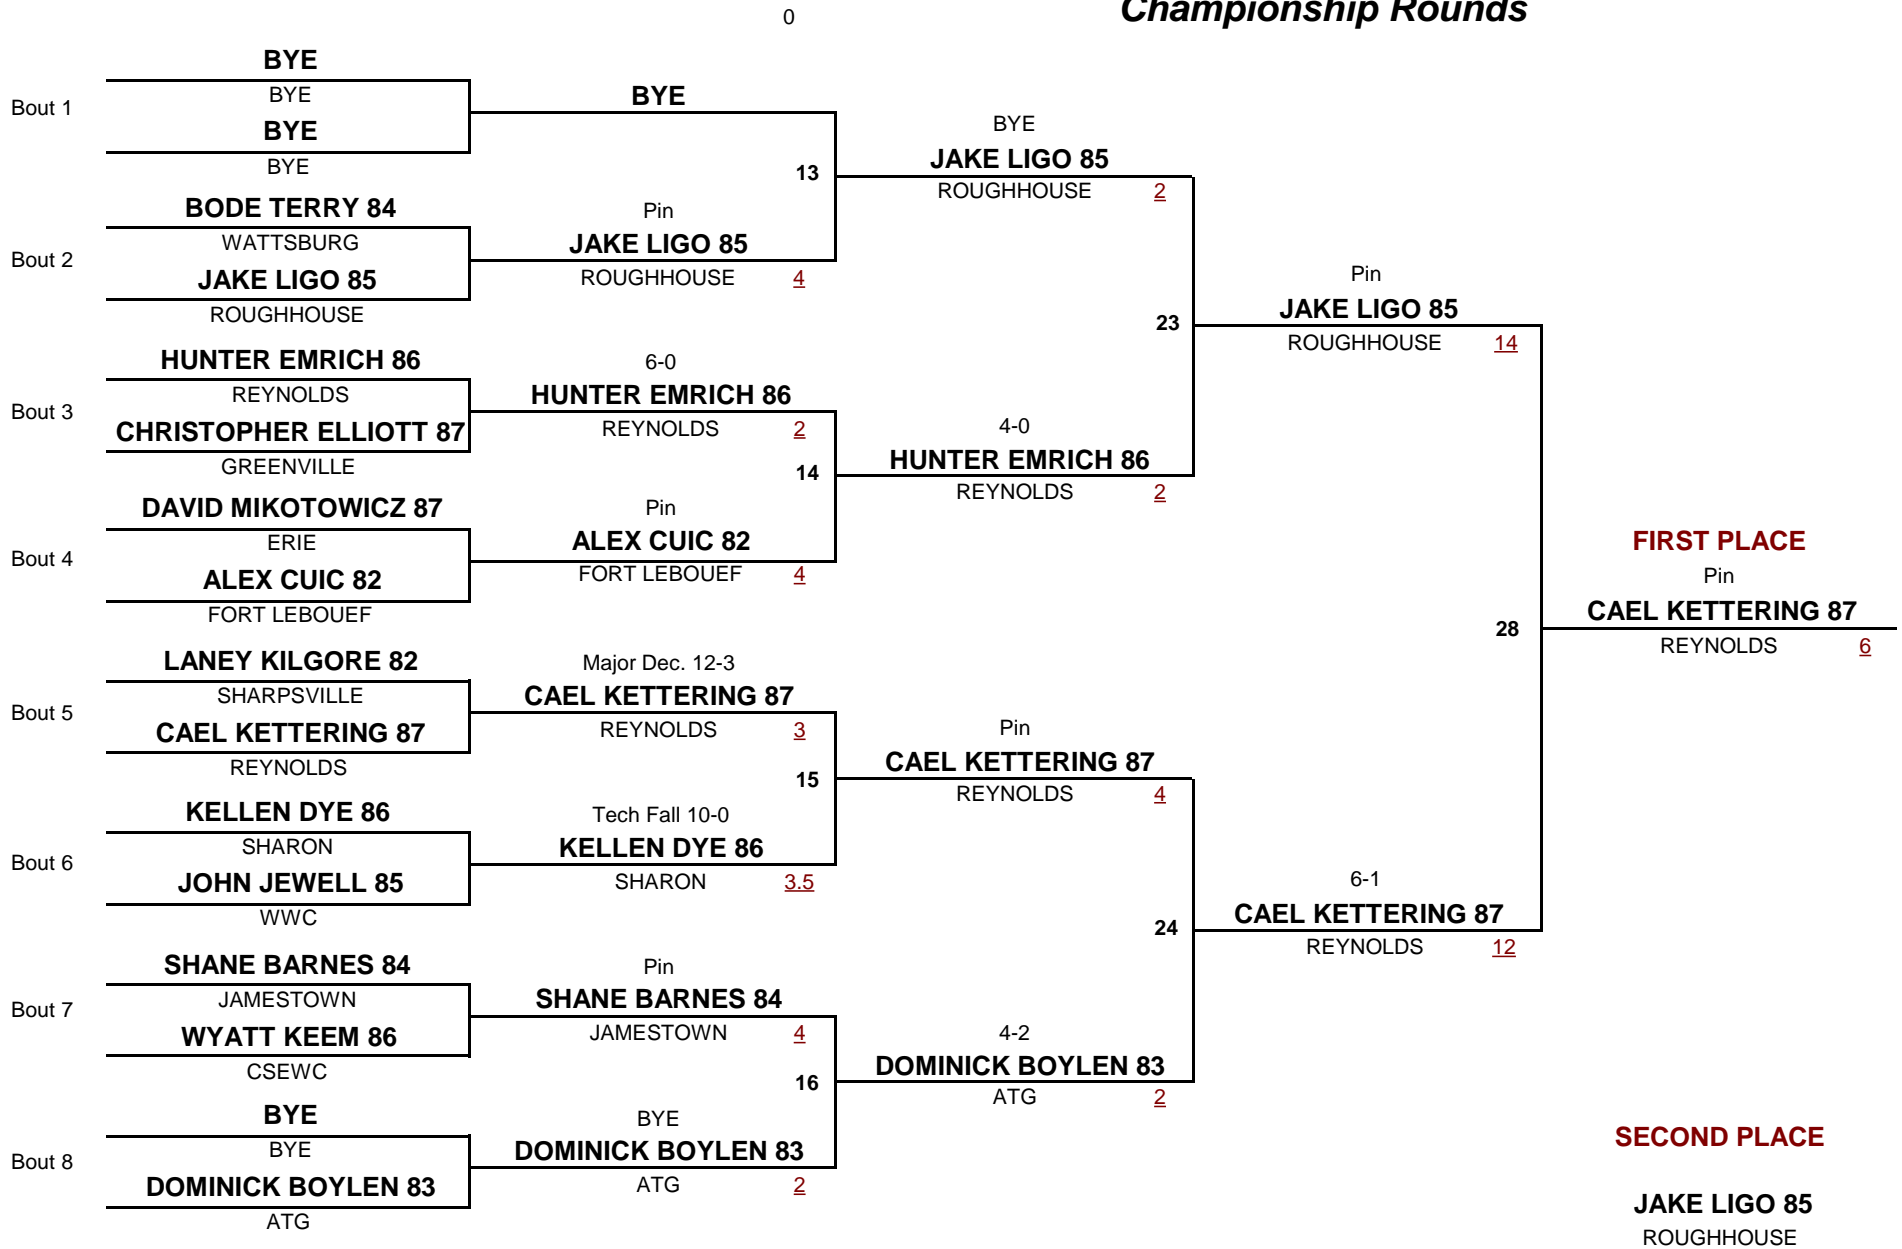 0
Championship Rounds
BYE
Bout 1
BYE
BYE
BYE
BODE TERRY 84
Bout 2
WATTSBURG
JAKE LIGO 85
ROUGHHOUSE
HUNTER EMRICH 86
Bout 3
REYNOLDS
CHRISTOPHER ELLIOTT 87
GREENVILLE
DAVID MIKOTOWICZ 87
Bout 4
ERIE
ALEX CUIC 82
FORT LEBOUEF
LANEY KILGORE 82
Bout 5
SHARPSVILLE
CAEL KETTERING 87
REYNOLDS
KELLEN DYE 86
Bout 6
SHARON
JOHN JEWELL 85
WWC
SHANE BARNES 84
Bout 7
JAMESTOWN
WYATT KEEM 86
CSEWC
BYE
Bout 8
BYE
DOMINICK BOYLEN 83
ATG
BYE
13
Pin
JAKE LIGO 85
ROUGHHOUSE 4
6-0
HUNTER EMRICH 86
REYNOLDS 2
14
Pin
ALEX CUIC 82
FORT LEBOUEF 4
Major Dec. 12-3
CAEL KETTERING 87
REYNOLDS 3
15
Tech Fall 10-0
KELLEN DYE 86
SHARON 3.5
Pin
SHANE BARNES 84
JAMESTOWN 4
16
BYE
DOMINICK BOYLEN 83
ATG 2
BYE
JAKE LIGO 85
ROUGHHOUSE 2
23
4-0
HUNTER EMRICH 86
REYNOLDS 2
Pin
CAEL KETTERING 87
REYNOLDS 4
24
4-2
DOMINICK BOYLEN 83
ATG 2
Pin
JAKE LIGO 85
ROUGHHOUSE 14
28
6-1
CAEL KETTERING 87
REYNOLDS 12
FIRST PLACE
Pin
CAEL KETTERING 87
REYNOLDS 6
SECOND PLACE
JAKE LIGO 85
ROUGHHOUSE